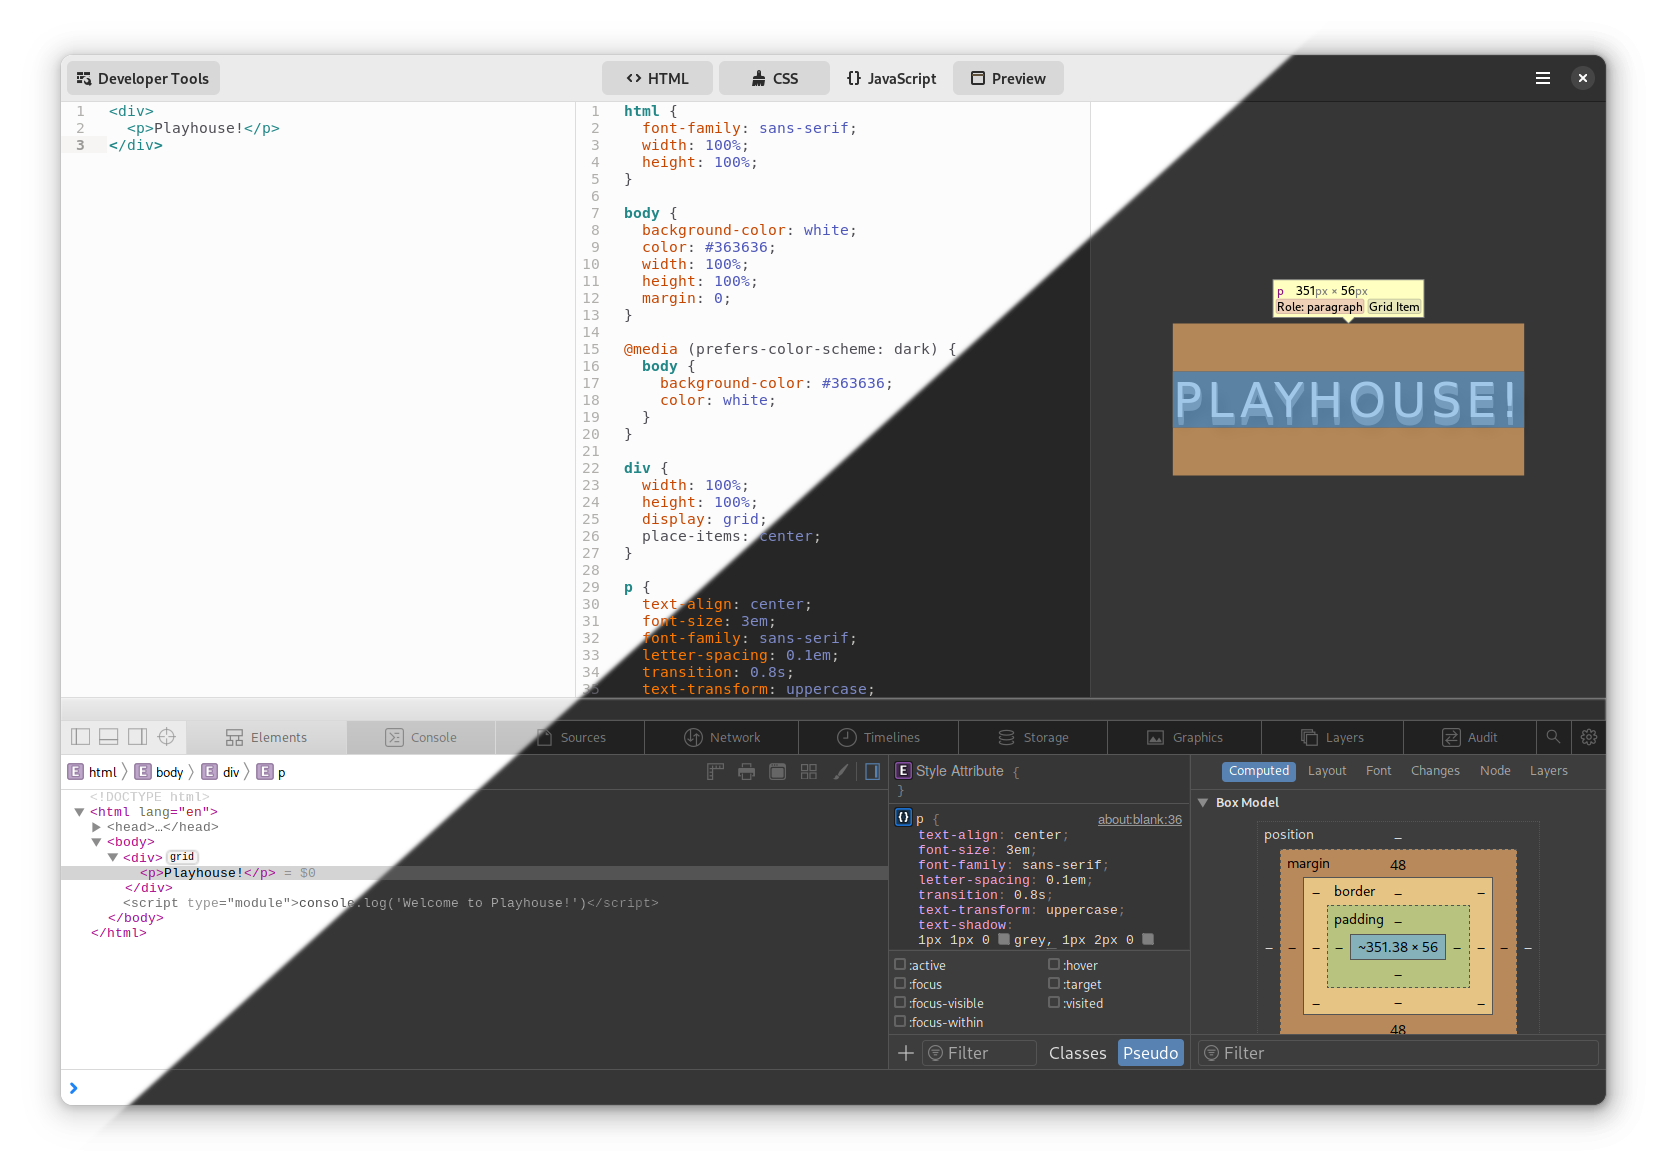 Developer Tools
HTML
CSS
JavaScript
Preview
1 <div>
2 <p>Playhouse!</p>
3 </div>
1 html {
2 font-family: sans-serif;
3 width: 100%;
4 height: 100%;
5 }
6
7 body {
8 background-color: white;
9 color: #363636;
10 width: 100%;
11 height: 100%;
12 margin: 0;
13 }
14
15 @media (prefers-color-scheme: dark) {
16 body {
17 background-color: #363636;
18 color: white;
19 }
20 }
21
22 div {
23 width: 100%;
24 height: 100%;
25 display: grid;
26 place-items: center;
27 }
28
29 p {
30 text-align: center;
31 font-size: 3em;
32 font-family: sans-serif;
33 letter-spacing: 0.1em;
34 transition: 0.8s;
35 text-transform: uppercase;
p 351px × 56px
Role: paragraph Grid Item
PLAYHOUSE!
Elements
Console
Sources
Network
Timelines
Storage
Graphics
Layers
Audit
E html E body E div E p
<!DOCTYPE html>
<html lang="en">
<head>…</head>
<body>
<div> grid
<p>Playhouse!</p> = $0
</div>
<script type="module">console.log('Welcome to Playhouse!')</script>
</body>
</html>
E Style Attribute {
}
{} p { about:blank:36
text-align: center;
font-size: 3em;
font-family: sans-serif;
letter-spacing: 0.1em;
transition: 0.8s;
text-transform: uppercase;
text-shadow:
1px 1px 0 grey, 1px 2px 0
:active :hover
:focus :target
:focus-visible :visited
:focus-within
Filter
Classes
Pseudo
Computed
Layout
Font
Changes
Node
Layers
Box Model
position –
margin 48
– border –
padding –
– – – – ~351.38 × 56 – – – –
–
– – –
48
Filter